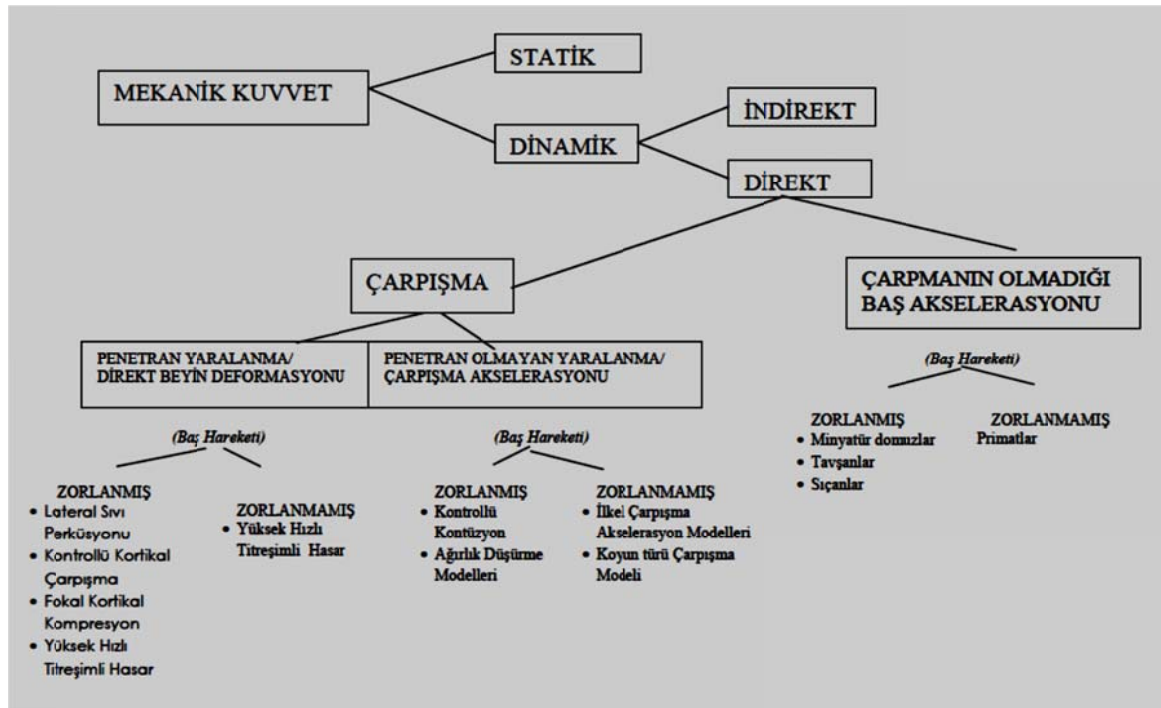 STATİK
MEKANİK KUVVET
İNDİREKT
DİNAMİK
DİREKT
ÇARPIŞMA
ÇARPMANIN OLMADIĞI
BAŞ AKSELERASYONU
PENETRAN YARALANMA/
DİREKT BEYİN DEFORMASYONU
PENETRAN OLMAYAN YARALANMA/
ÇARPIŞMA AKSELERASYONU
(Baş Hareketi)
ZORLANMIŞ
• Lateral Sıvı
Perküsyonu
• Kontrollü Kortikal
Çarpışma
• Fokal Kortikal
Kompresyon
• Yüksek Hızlı
Titreşimli Hasar
ZORLANMAMIŞ
• Yüksek Hızlı
Titreşimli Hasar
(Baş Hareketi)
ZORLANMIŞ
• Kontrollü
Kontüzyon
• Ağırlık Düşürme
Modelleri
ZORLANMAMIŞ
• İlkel Çarpışma
Akselerasyon Modelleri
• Koyun türü Çarpışma
Modeli
(Baş Hareketi)
ZORLANMIŞ
• Minyatür domuzlar
• Tavşanlar
• Sıçanlar
ZORLANMAMIŞ
Primatlar